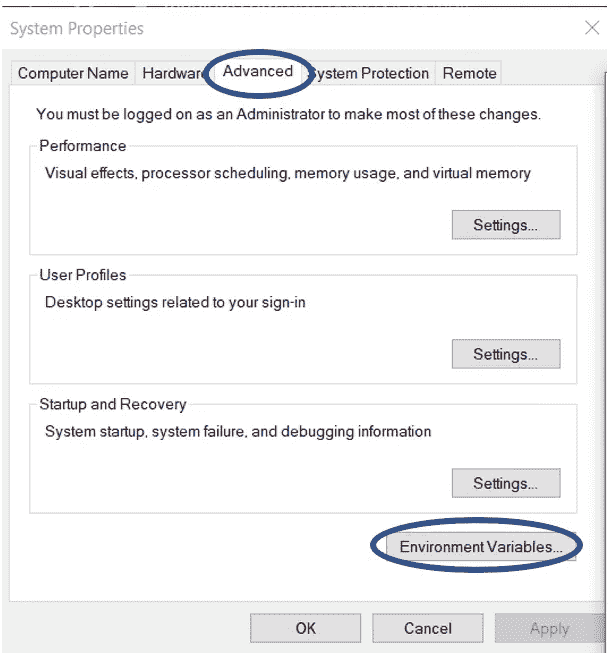 System Properties
Computer Name Hardware Advanced System Protection Remote
You must be logged on as an Administrator to make most of these changes.
Performance
Visual effects, processor scheduling, memory usage, and virtual memory
Settings...
User Profiles
Desktop settings related to your sign-in
Settings...
Startup and Recovery
System startup, system failure, and debugging information
Settings...
Environment Variables...
OK Cancel Apply